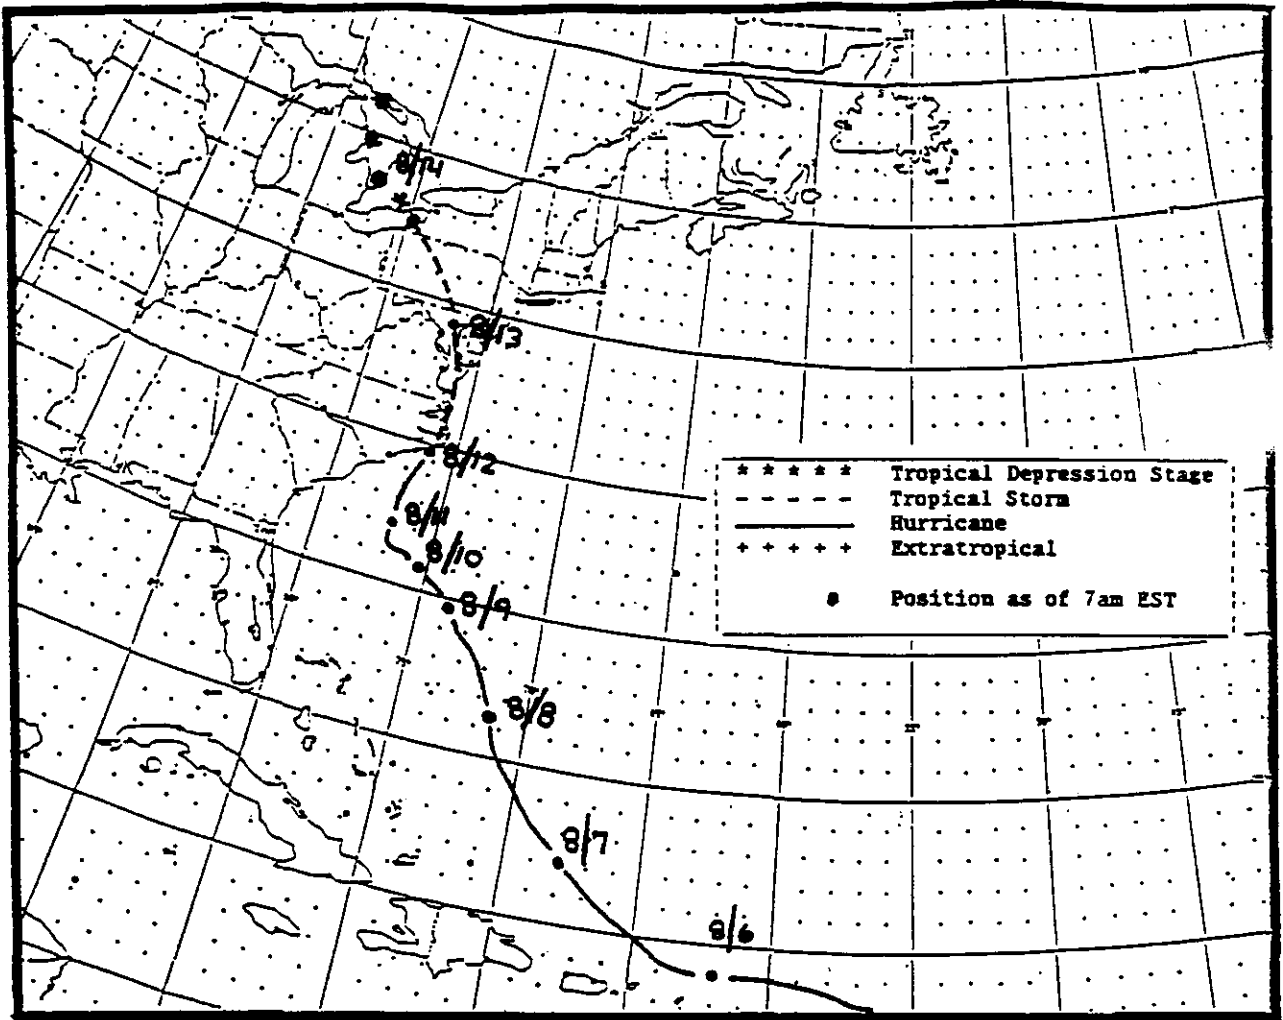 8/14
8/13
8/12
8/11
8/10
8/9
8/8
8/7
8/6
* * * * * Tropical Depression Stage
- - - - - Tropical Storm
Hurricane
+ + + + + Extratropical
Position as of 7am EST